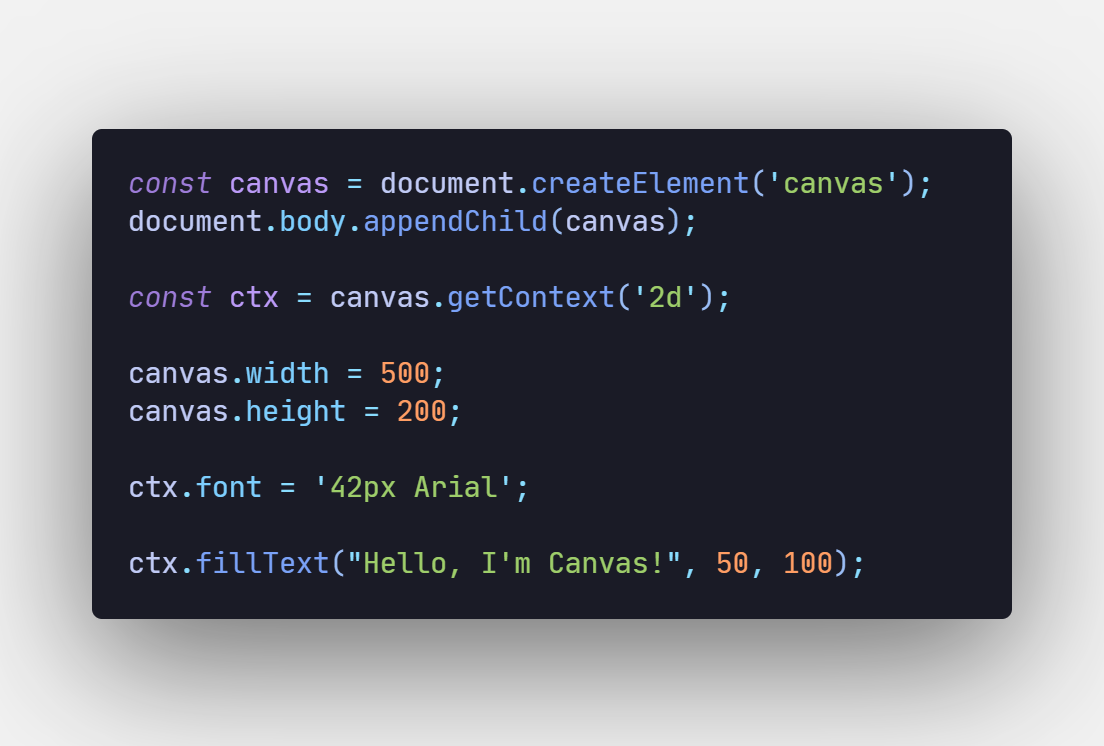 const canvas = document.createElement('canvas');
document.body.appendChild(canvas);
const ctx = canvas.getContext('2d');
canvas.width = 500;
canvas.height = 200;
ctx.font = '42px Arial';
ctx.fillText("Hello, I'm Canvas!", 50, 100);